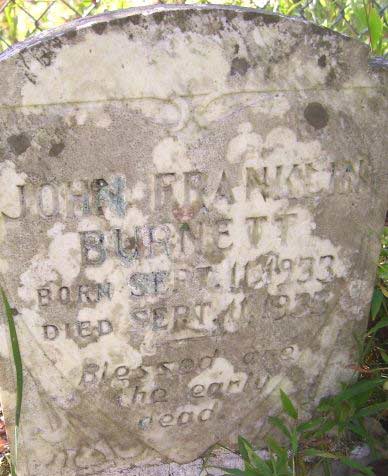 JOHN FRANKLIN
BURNETT
BORN SEPT. 11, 1933
DIED SEPT. 11, 1933
Blessed are
the early
dead